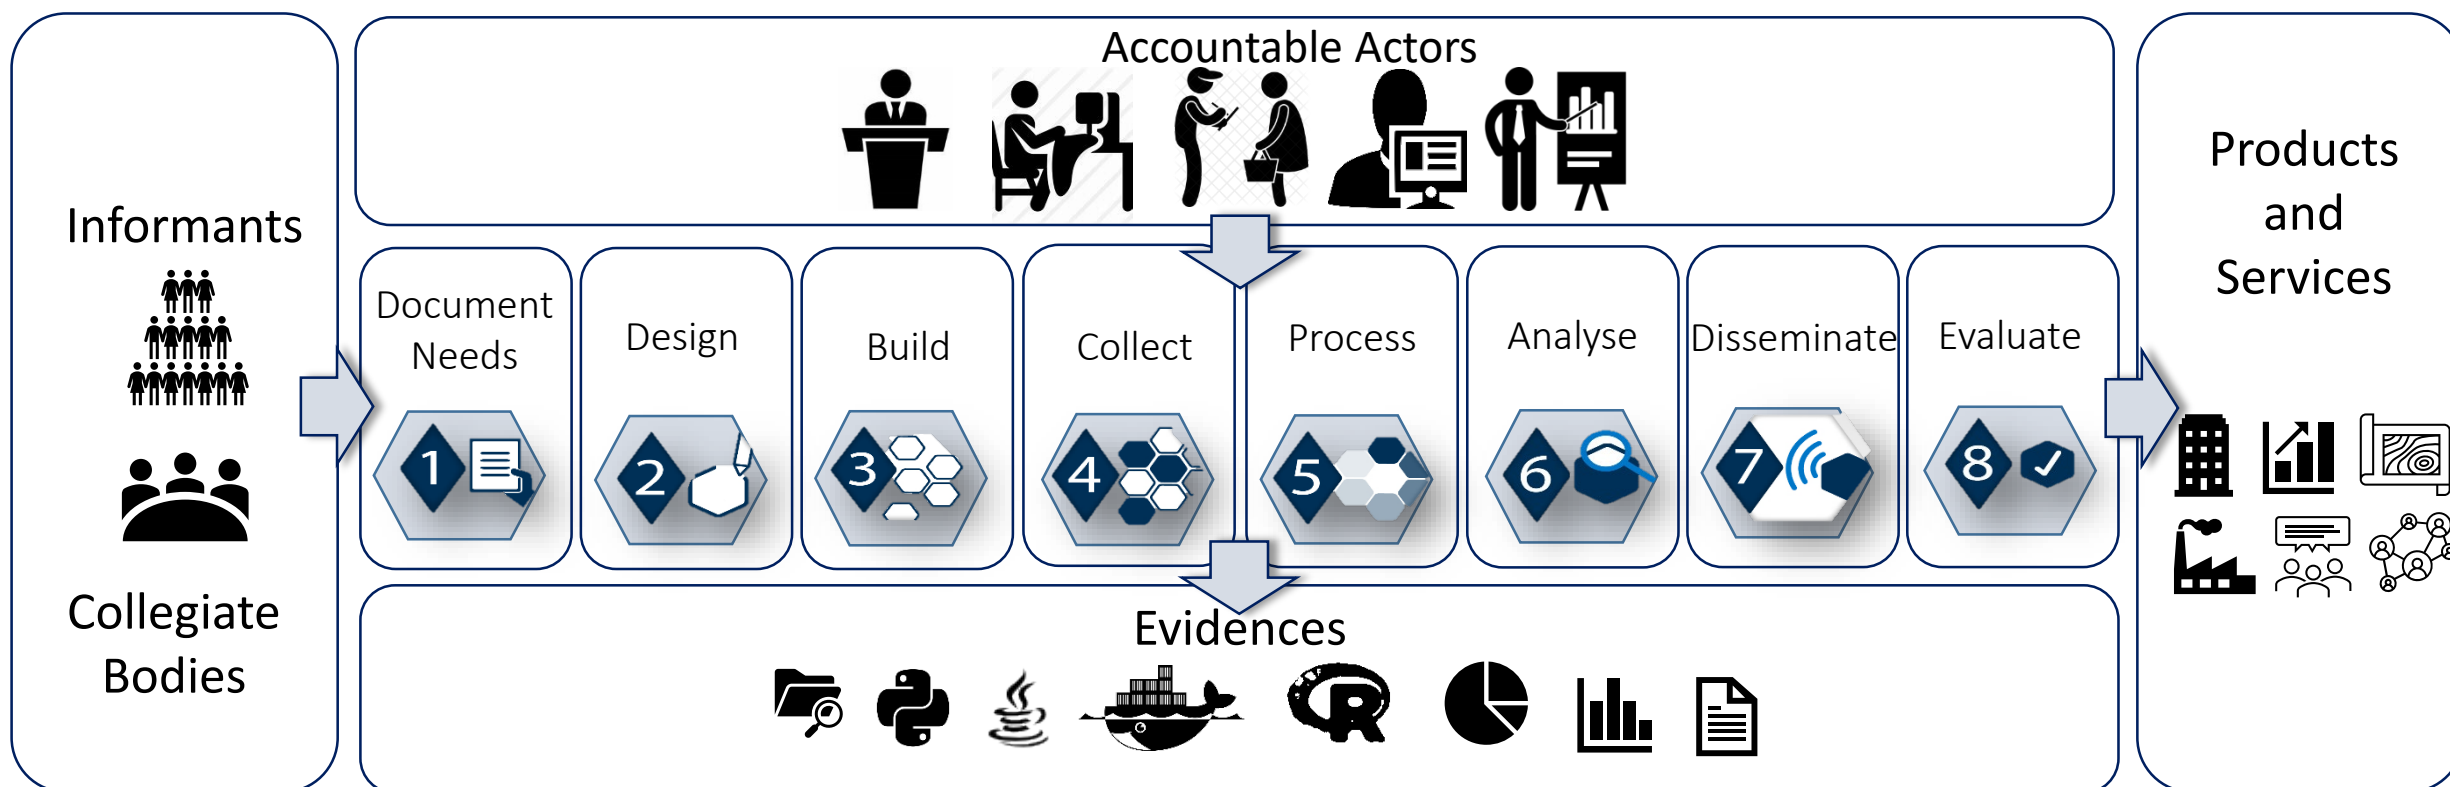 Accountable Actors
Informants
Collegiate
Bodies
Document
Needs
Design
Build
Collect
Process
Analyse
Disseminate
Evaluate
1
2
3
4
5
6
7
8
Evidences
R
Products
and
Services